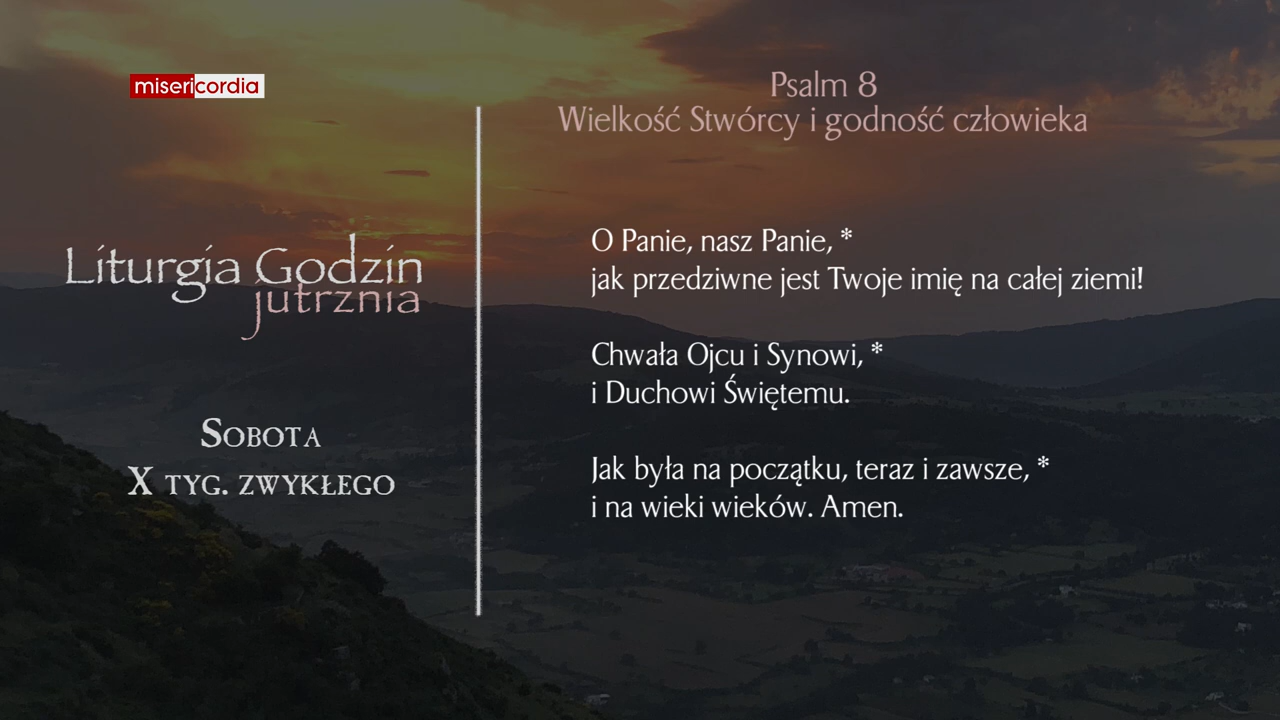 misericordia
Liturgia Godzin
jutrznia
Sobota
X tyg. zwykłego
Psalm 8
Wielkość Stwórcy i godność człowieka
O Panie, nasz Panie, *
jak przedziwne jest Twoje imię na całej ziemi!
Chwała Ojcu i Synowi, *
i Duchowi Świętemu.
Jak była na początku, teraz i zawsze, *
i na wieki wieków. Amen.